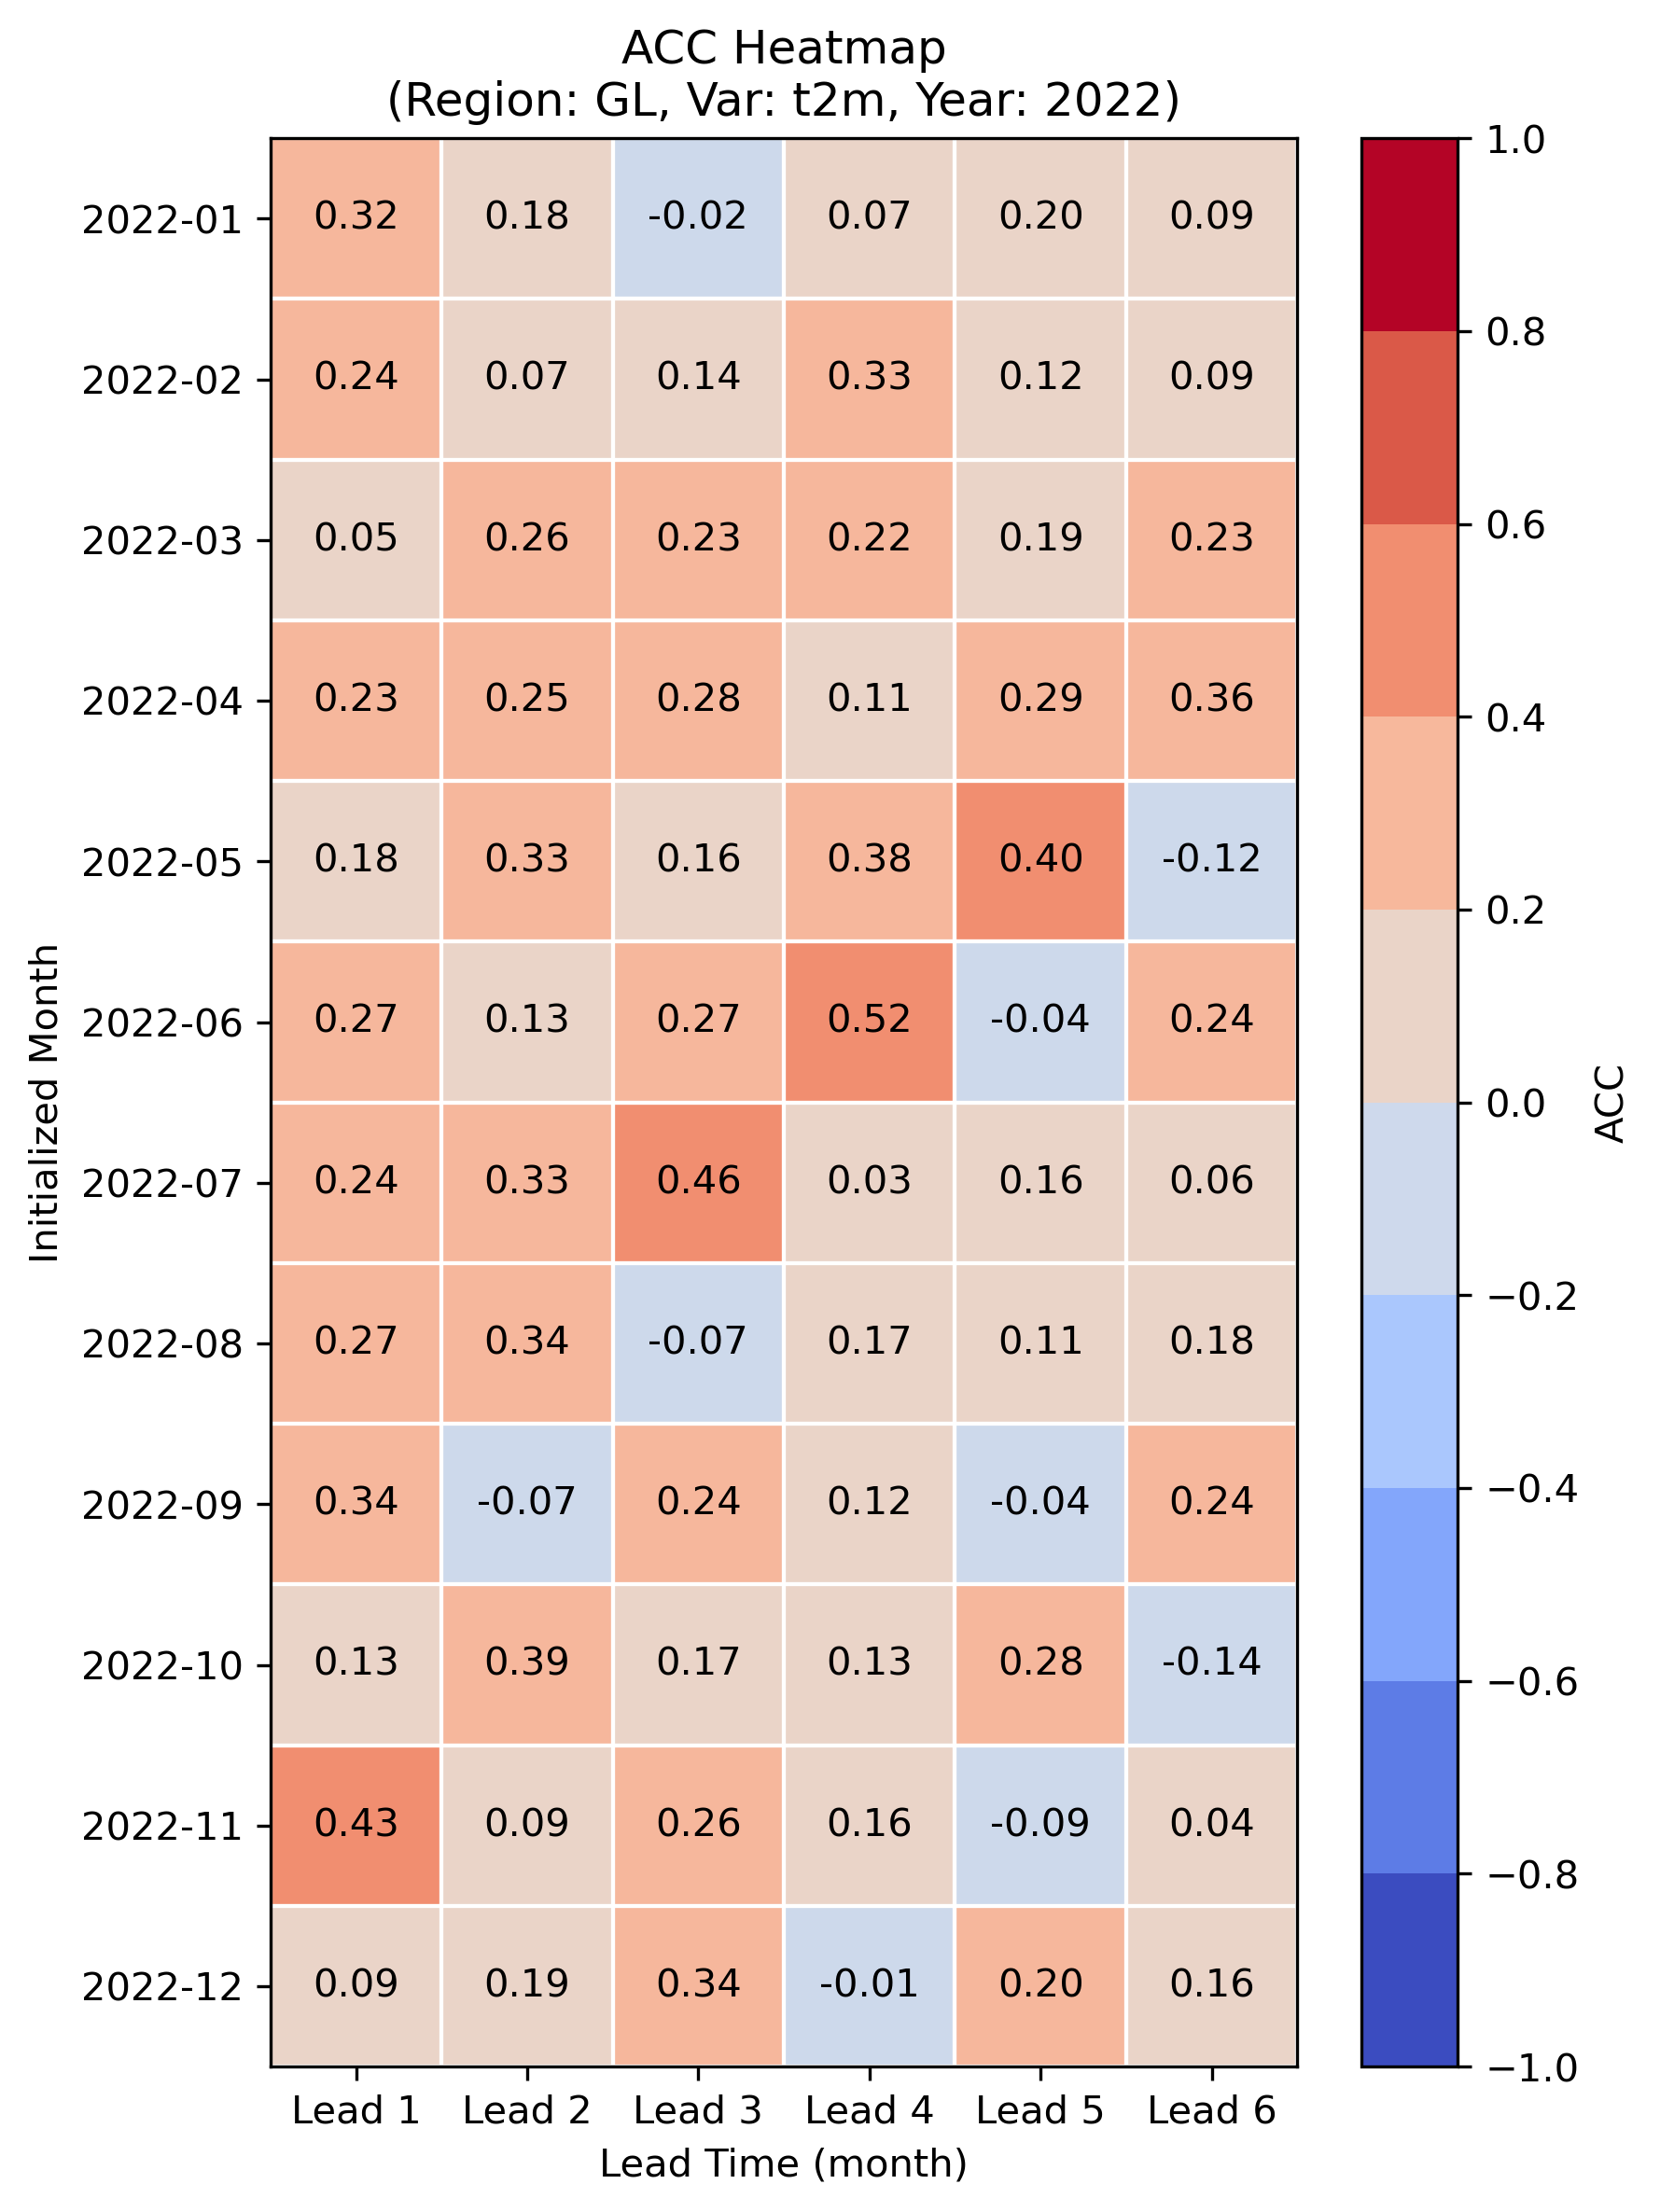 ACC Heatmap
(Region: GL, Var: t2m, Year: 2022)
2022-01 0.32 0.18 -0.02 0.07 0.20 0.09
2022-02 0.24 0.07 0.14 0.33 0.12 0.09
2022-03 0.05 0.26 0.23 0.22 0.19 0.23
2022-04 0.23 0.25 0.28 0.11 0.29 0.36
2022-05 0.18 0.33 0.16 0.38 0.40 -0.12
2022-06 0.27 0.13 0.27 0.52 -0.04 0.24
2022-07 0.24 0.33 0.46 0.03 0.16 0.06
2022-08 0.27 0.34 -0.07 0.17 0.11 0.18
2022-09 0.34 -0.07 0.24 0.12 -0.04 0.24
2022-10 0.13 0.39 0.17 0.13 0.28 -0.14
2022-11 0.43 0.09 0.26 0.16 -0.09 0.04
2022-12 0.09 0.19 0.34 -0.01 0.20 0.16
Lead 1 Lead 2 Lead 3 Lead 4 Lead 5 Lead 6
Lead Time (month)
Initialized Month
1.0
0.8
0.6
0.4
0.2
0.0
−0.2
−0.4
−0.6
−0.8
−1.0
ACC